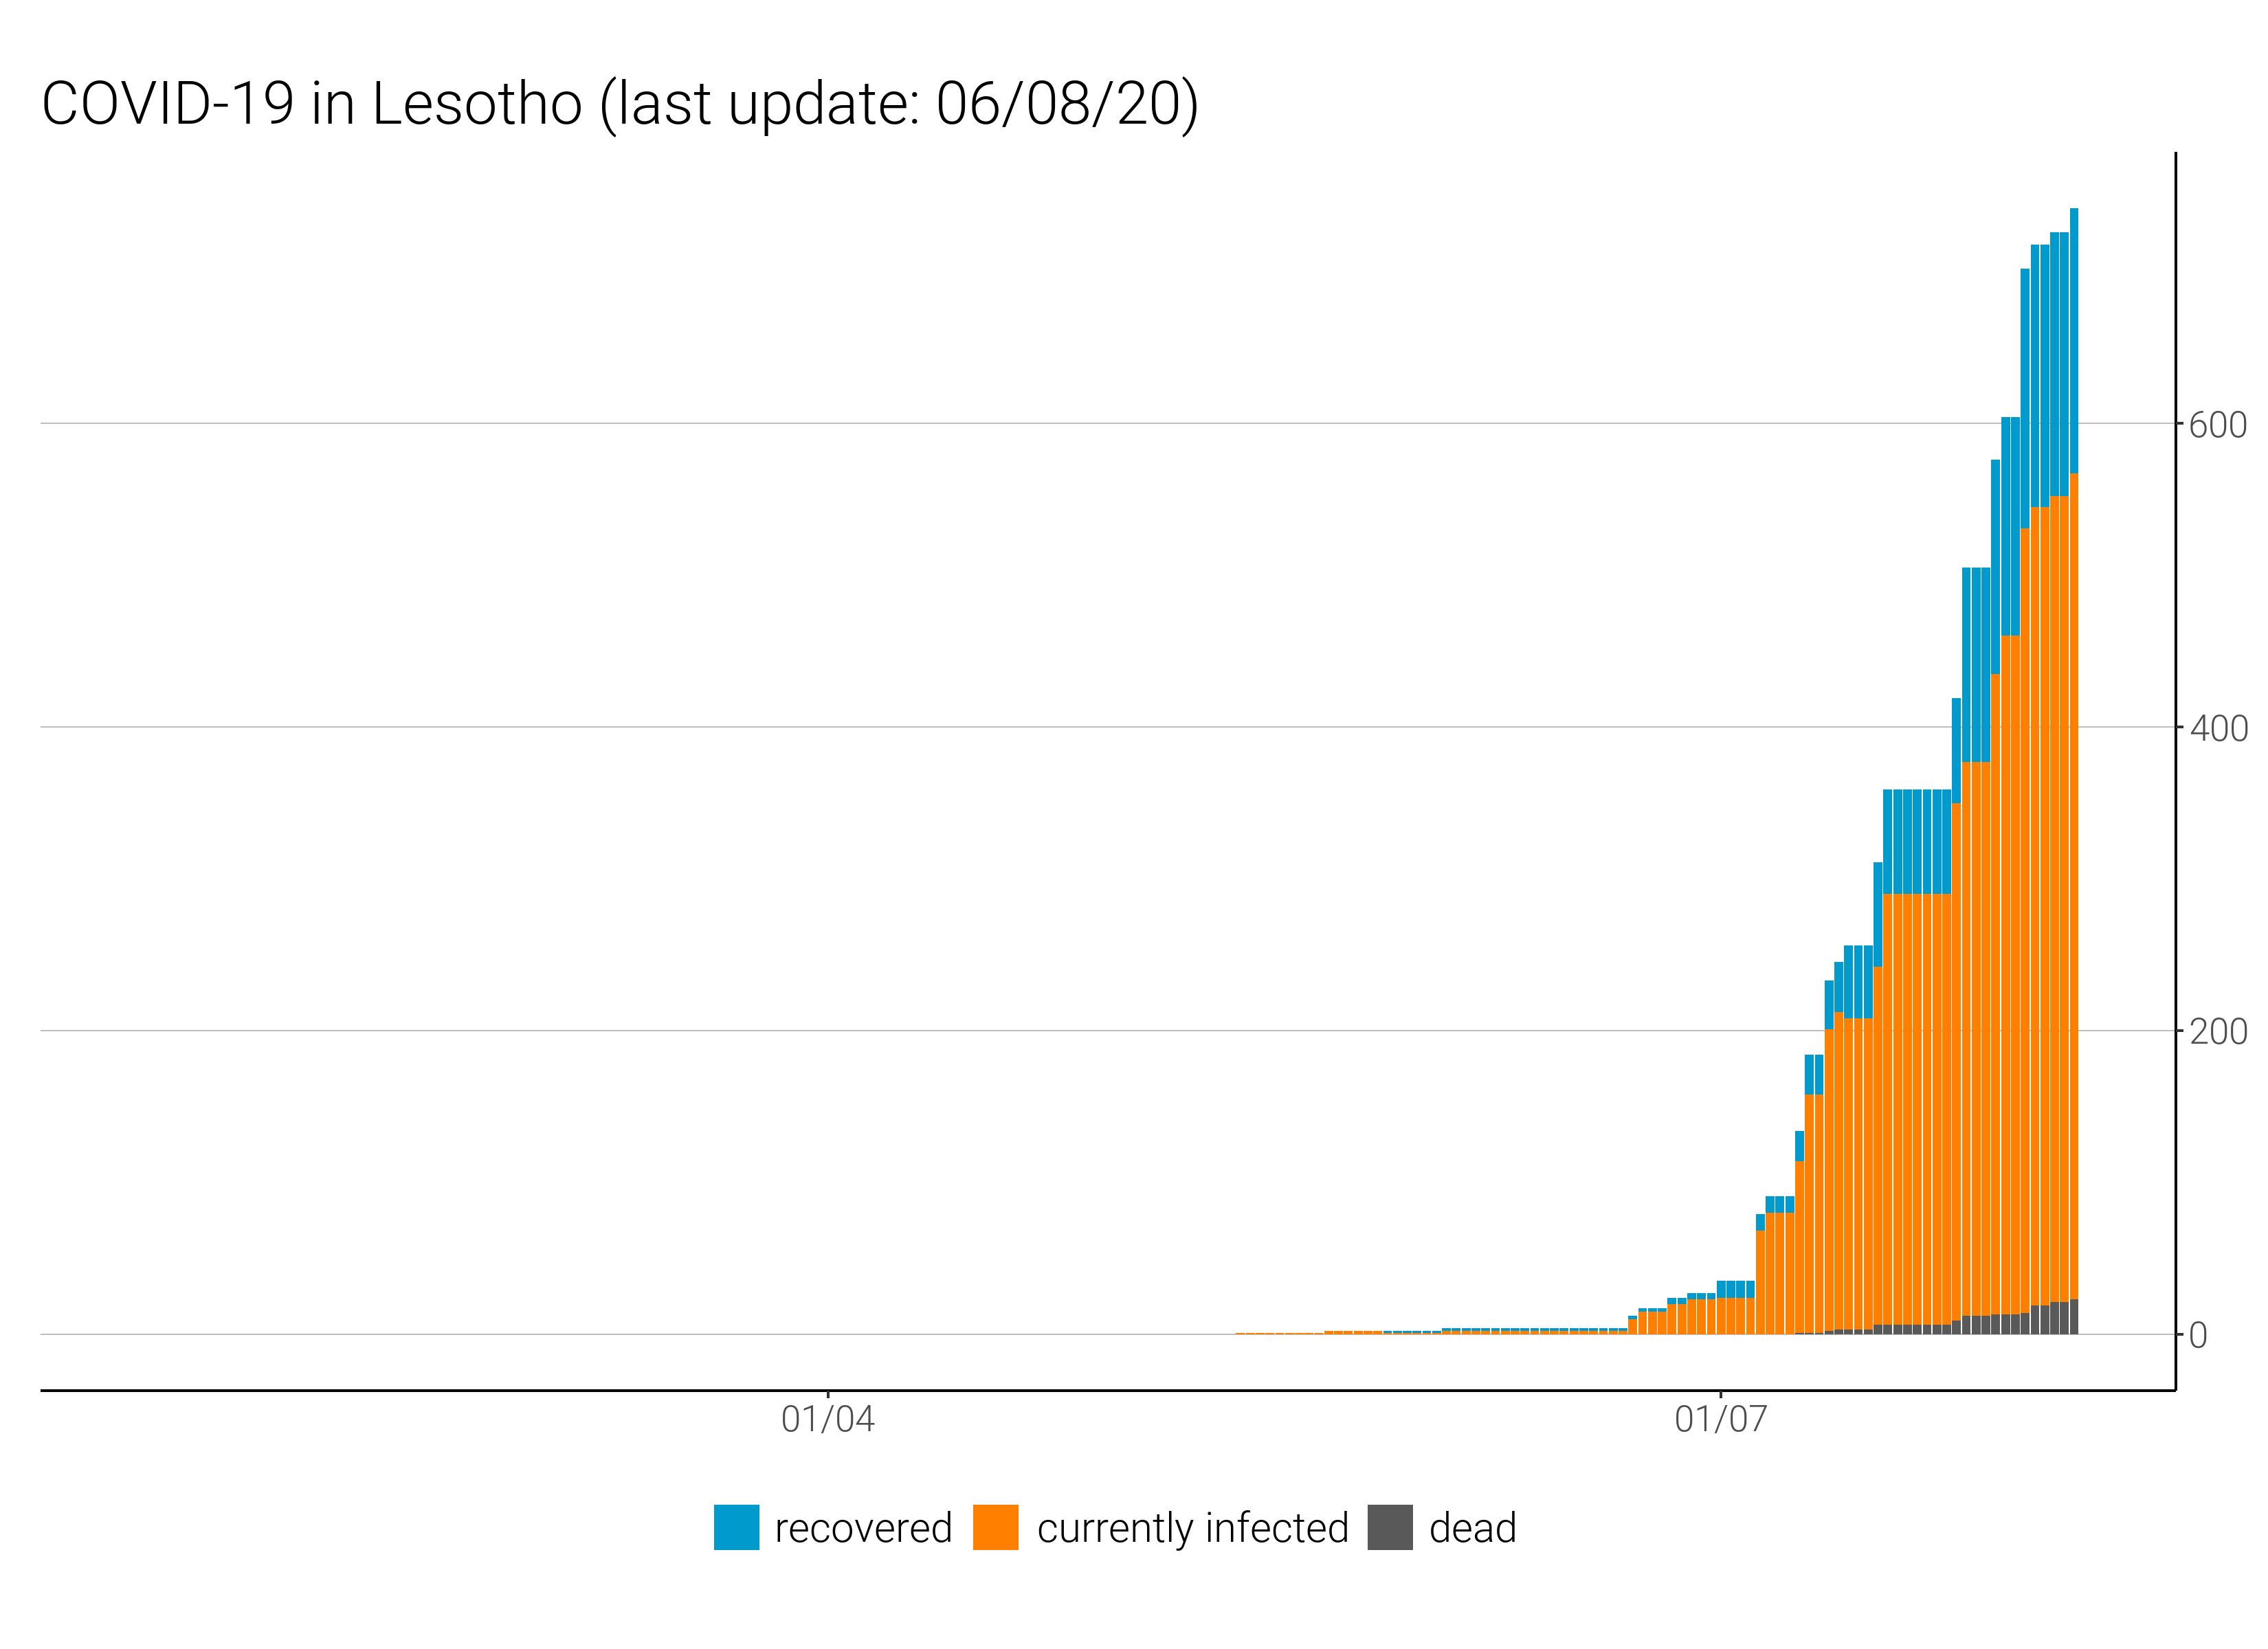 COVID-19 in Lesotho (last update: 06/08/20)
600
400
200
0
01/04 01/07
recovered currently infected dead